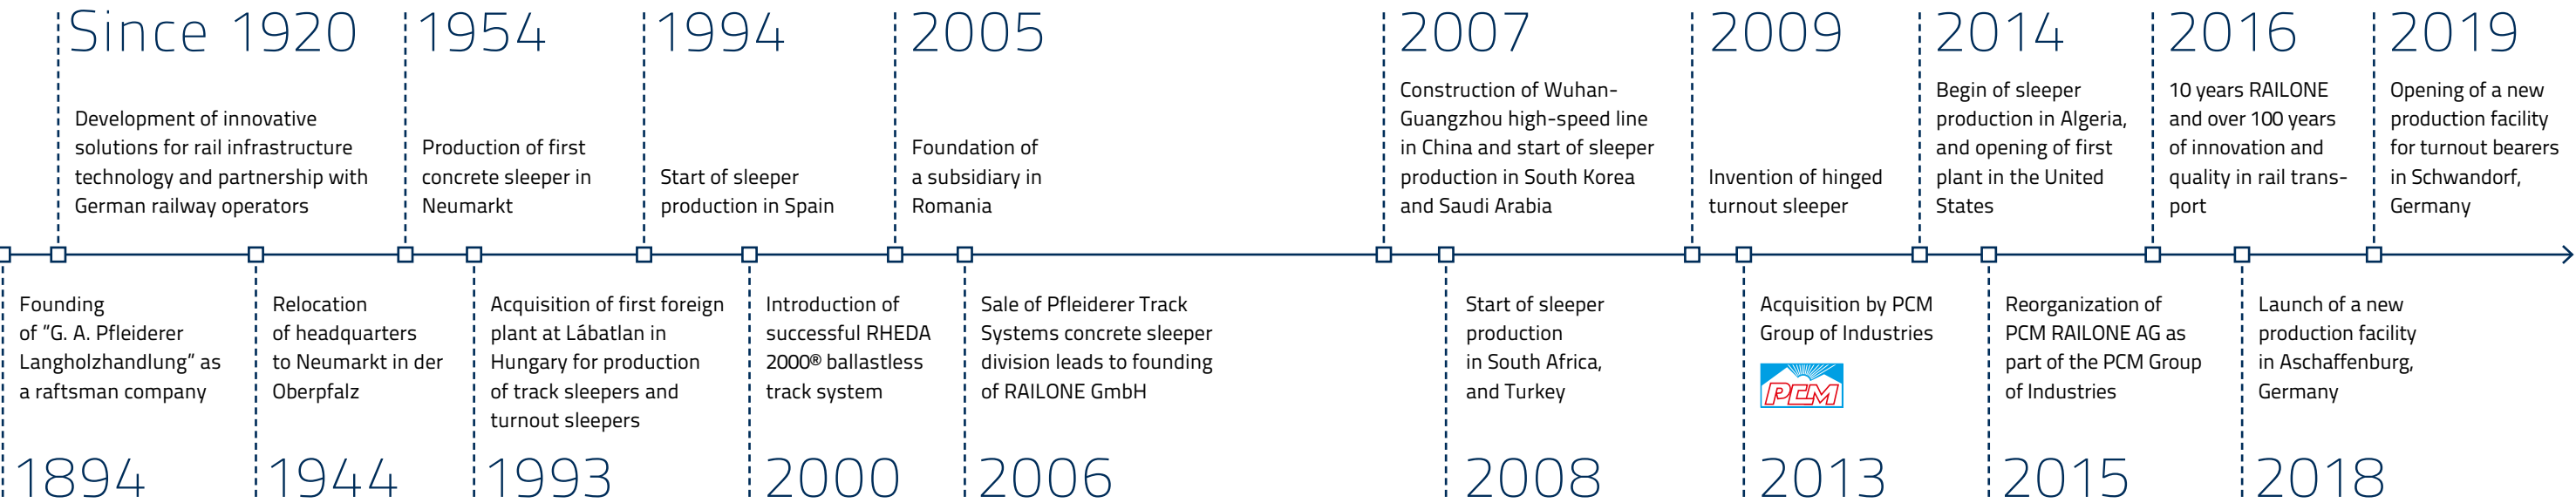 Since 1920
Development of innovative
solutions for rail infrastructure
technology and partnership with
German railway operators
1954
Production of first
concrete sleeper in
Neumarkt
1994
Start of sleeper
production in Spain
2005
Foundation of
a subsidiary in
Romania
2007
Construction of Wuhan-
Guangzhou high-speed line
in China and start of sleeper
production in South Korea
and Saudi Arabia
2009
Invention of hinged
turnout sleeper
2014
Begin of sleeper
production in Algeria,
and opening of first
plant in the United
States
2016
10 years RAILONE
and over 100 years
of innovation and
quality in rail trans-
port
2019
Opening of a new
production facility
for turnout bearers
in Schwandorf,
Germany
Founding
of “G. A. Pfleiderer
Langholzhandlung” as
a raftsman company
1894
Relocation
of headquarters
to Neumarkt in der
Oberpfalz
1944
Acquisition of first foreign
plant at Lábatlan in
Hungary for production
of track sleepers and
turnout sleepers
1993
Introduction of
successful RHEDA
2000® ballastless
track system
2000
Sale of Pfleiderer Track
Systems concrete sleeper
division leads to founding
of RAILONE GmbH
2006
Start of sleeper
production
in South Africa,
and Turkey
2008
Acquisition by PCM
Group of Industries
PCM
2013
Reorganization of
PCM RAILONE AG as
part of the PCM Group
of Industries
2015
Launch of a new
production facility
in Aschaffenburg,
Germany
2018